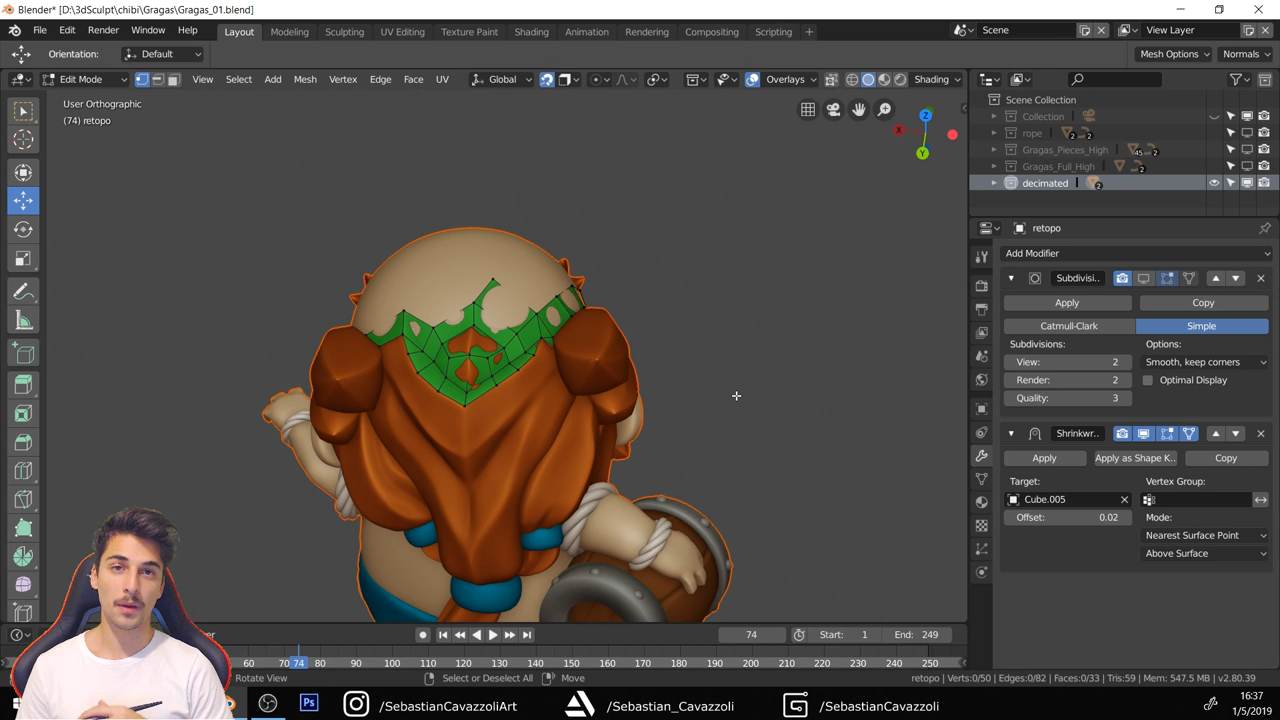 Blender* [D:\3dSculpt\chibi\Gragas\Gragas_01.blend]
File Edit Render Window Help
Layout Modeling Sculpting UV Editing Texture Paint Shading Animation Rendering Compositing Scripting +
Scene
View Layer
Orientation: Default
Mesh Options
Normals
Edit Mode
View Select Add Mesh Vertex Edge Face UV
Global
Overlays
Shading
User Orthographic
(74) retopo
X
Y
Z
Scene Collection
Collection
rope 2 2
Gragas_Pieces_High 45 2
Gragas_Full_High 2
decimated 2
retopo
Add Modifier
Subdivisi..
Apply
Copy
Catmull-Clark
Simple
Subdivisions:
Options:
View: 2
Smooth, keep corners
Render: 2
Optimal Display
Quality: 3
Shrinkwr..
Apply
Apply as Shape K..
Copy
Target:
Vertex Group:
Cube.005
Offset: 0.02
Mode:
Nearest Surface Point
Above Surface
74
Start: 1
End: 249
60 70 74 80 90 100 110 120 130 140 150 160 170 180 190 200 210 220 230 240 250
Rotate View
Select or Deselect All
Move
retopo | Verts:0/50 | Edges:0/82 | Faces:0/33 | Tris:59 | Mem: 547.5 MB | v2.80.39
Ps
/SebastianCavazzoliArt
/Sebastian_Cavazzoli
/SebastianCavazzoli
16:37
1/5/2019